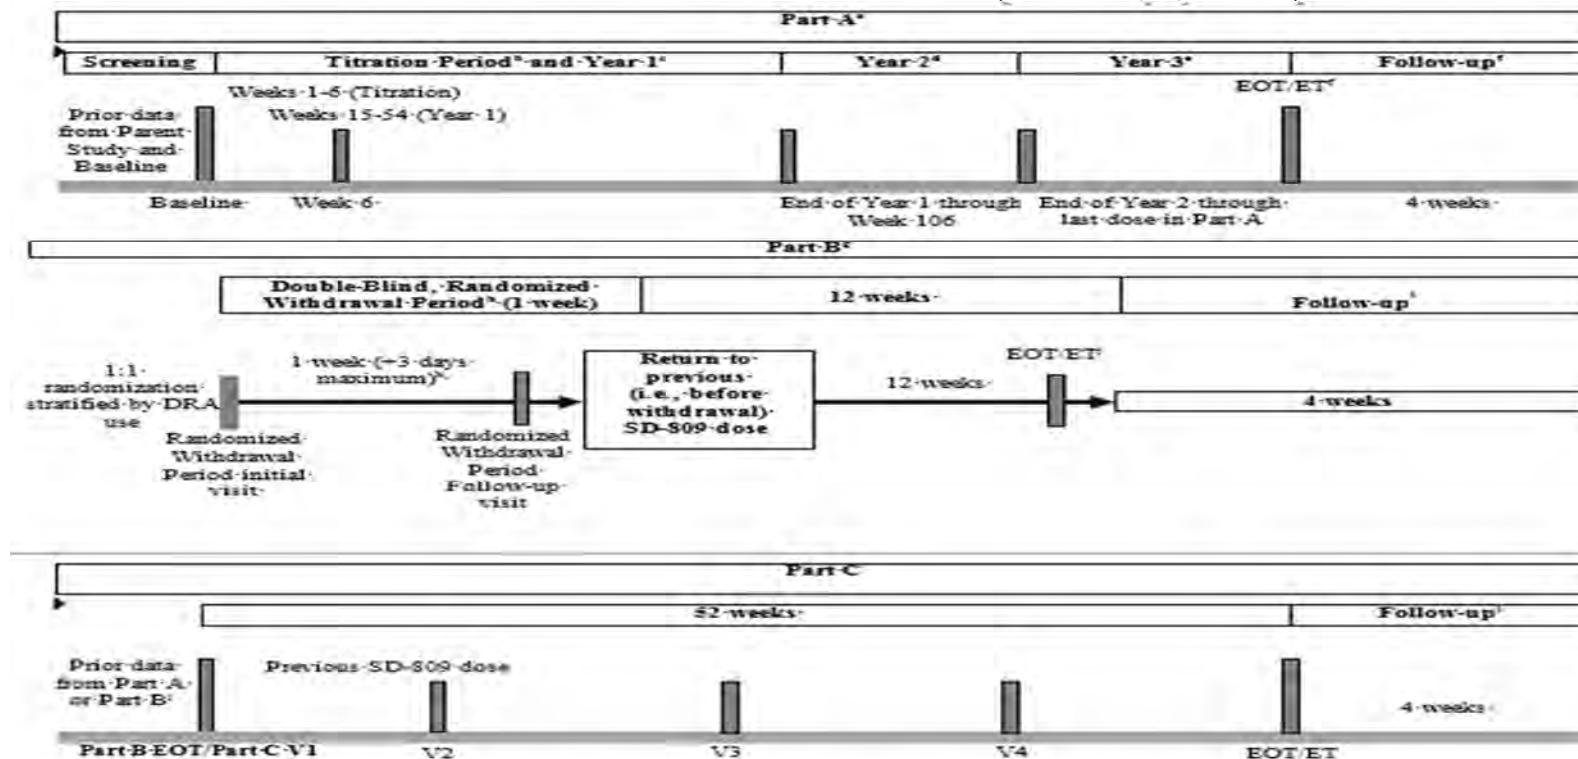 Part A
Screening
Titration Period and Year 1
Year 2
Year 3
Follow-up
Weeks 1-6 (Titration)
Weeks 15-54 (Year 1)
EOT/ET
Prior data
from Parent
Study and
Baseline
Baseline
Week 6
End of Year 1 through
Week 106
End of Year 2 through
last dose in Part A
4 weeks
Part B
Double-Blind, Randomized
Withdrawal Period (1 week)
12 weeks
Follow-up
1:1
randomization
stratified by DRA
use
1 week (+3 days
maximum)
Return to
previous
(i.e., before
withdrawal)
SD-809 dose
12 weeks
EOT/ET
4 weeks
Randomized
Withdrawal
Period initial
visit
Randomized
Withdrawal
Period
Follow-up
visit
Part C
52 weeks
Follow-up
Prior data
from Part A
or Part B
Previous SD-809 dose
4 weeks
Part B EOT/Part C V1
V2
V3
V4
EOT/ET